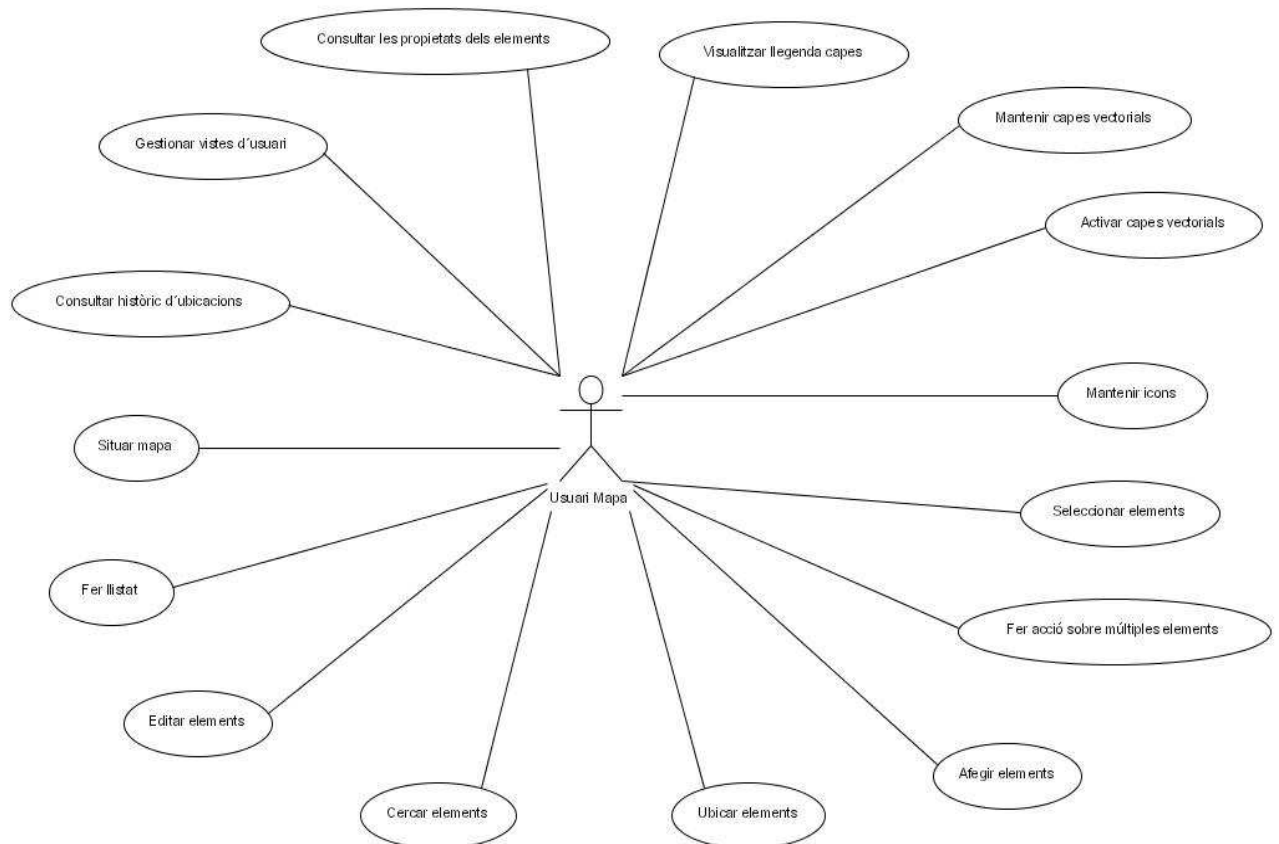 Consultar les propietats dels elements
Visualitzar llegenda capes
Mantenir capes vectorials
Gestionar vistes d´usuari
Activar capes vectorials
Consultar històric d´ubicacions
Mantenir icons
Situar mapa
Usuari Mapa
Seleccionar elements
Fer llistat
Fer acció sobre múltiples elements
Editar elements
Afegir elements
Cercar elements
Ubicar elements